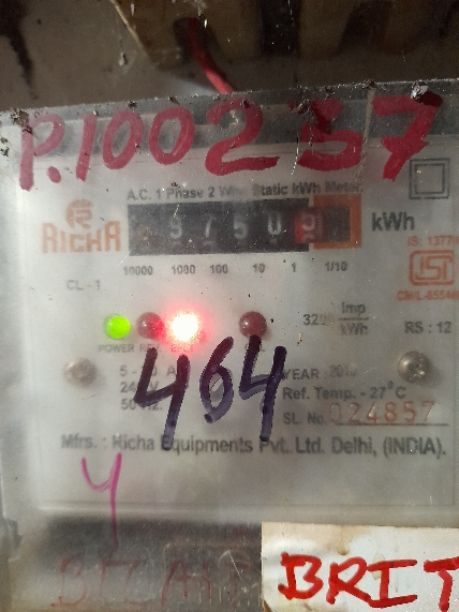 P.100237
A.C. 1 Phase 2 Wire Static kWh Meter
RICHA
97509
kWh
10000 1000 100 10 1 1/10
CL - 1
3200 Imp/kWh
RS : 12
POWER
464
YEAR :
Ref. Temp. - 27°C
SL. No. 024857
Mfrs. : Richa Equipments Pvt. Ltd. Delhi, (INDIA).
Y
BRIT